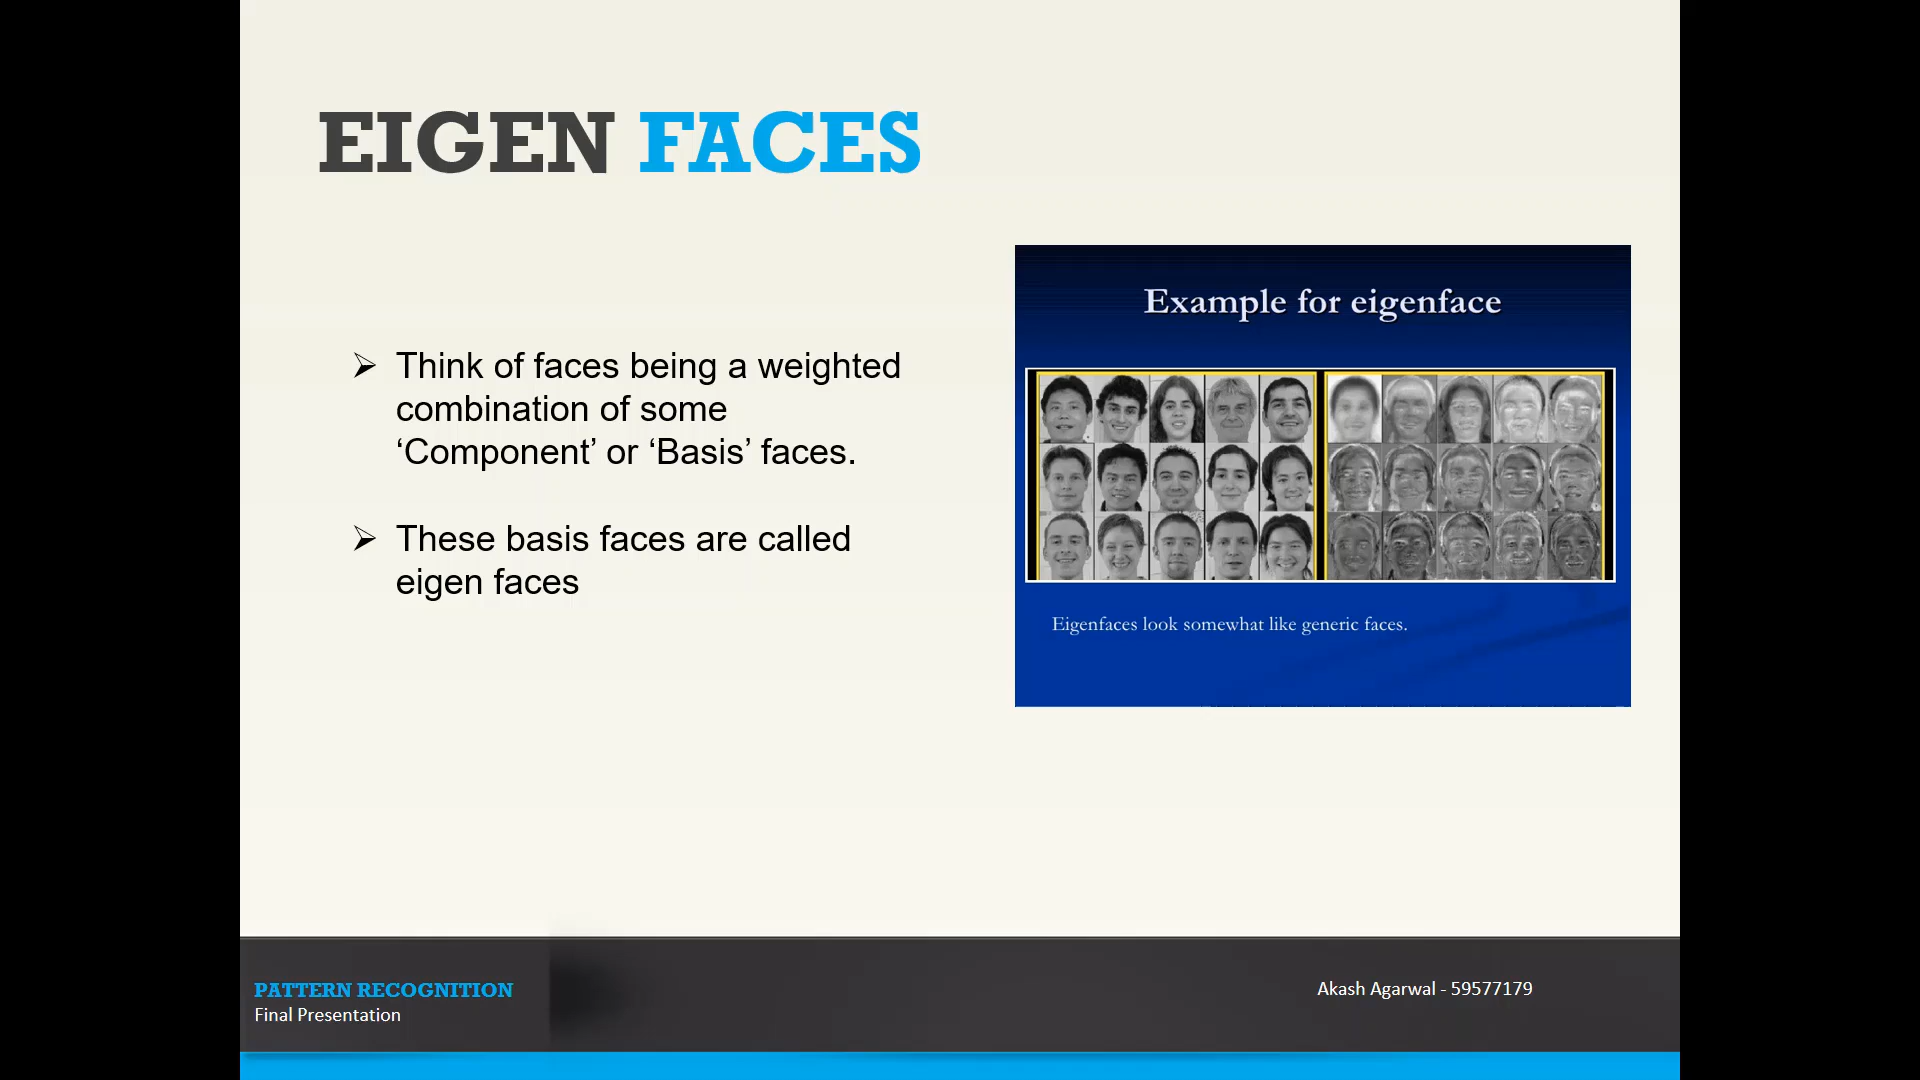 EIGEN FACES
➢ Think of faces being a weighted
combination of some
‘Component’ or ‘Basis’ faces.
➢ These basis faces are called
eigen faces
Example for eigenface
Eigenfaces look somewhat like generic faces.
PATTERN RECOGNITION
Final Presentation
Akash Agarwal - 59577179